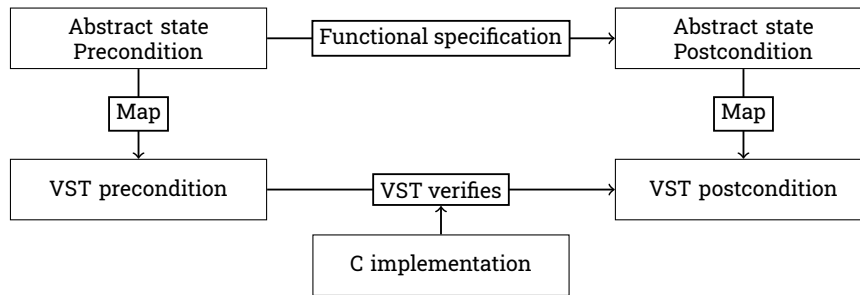 Abstract state
Precondition
Functional specification
Abstract state
Postcondition
Map
Map
VST precondition
VST verifies
VST postcondition
C implementation